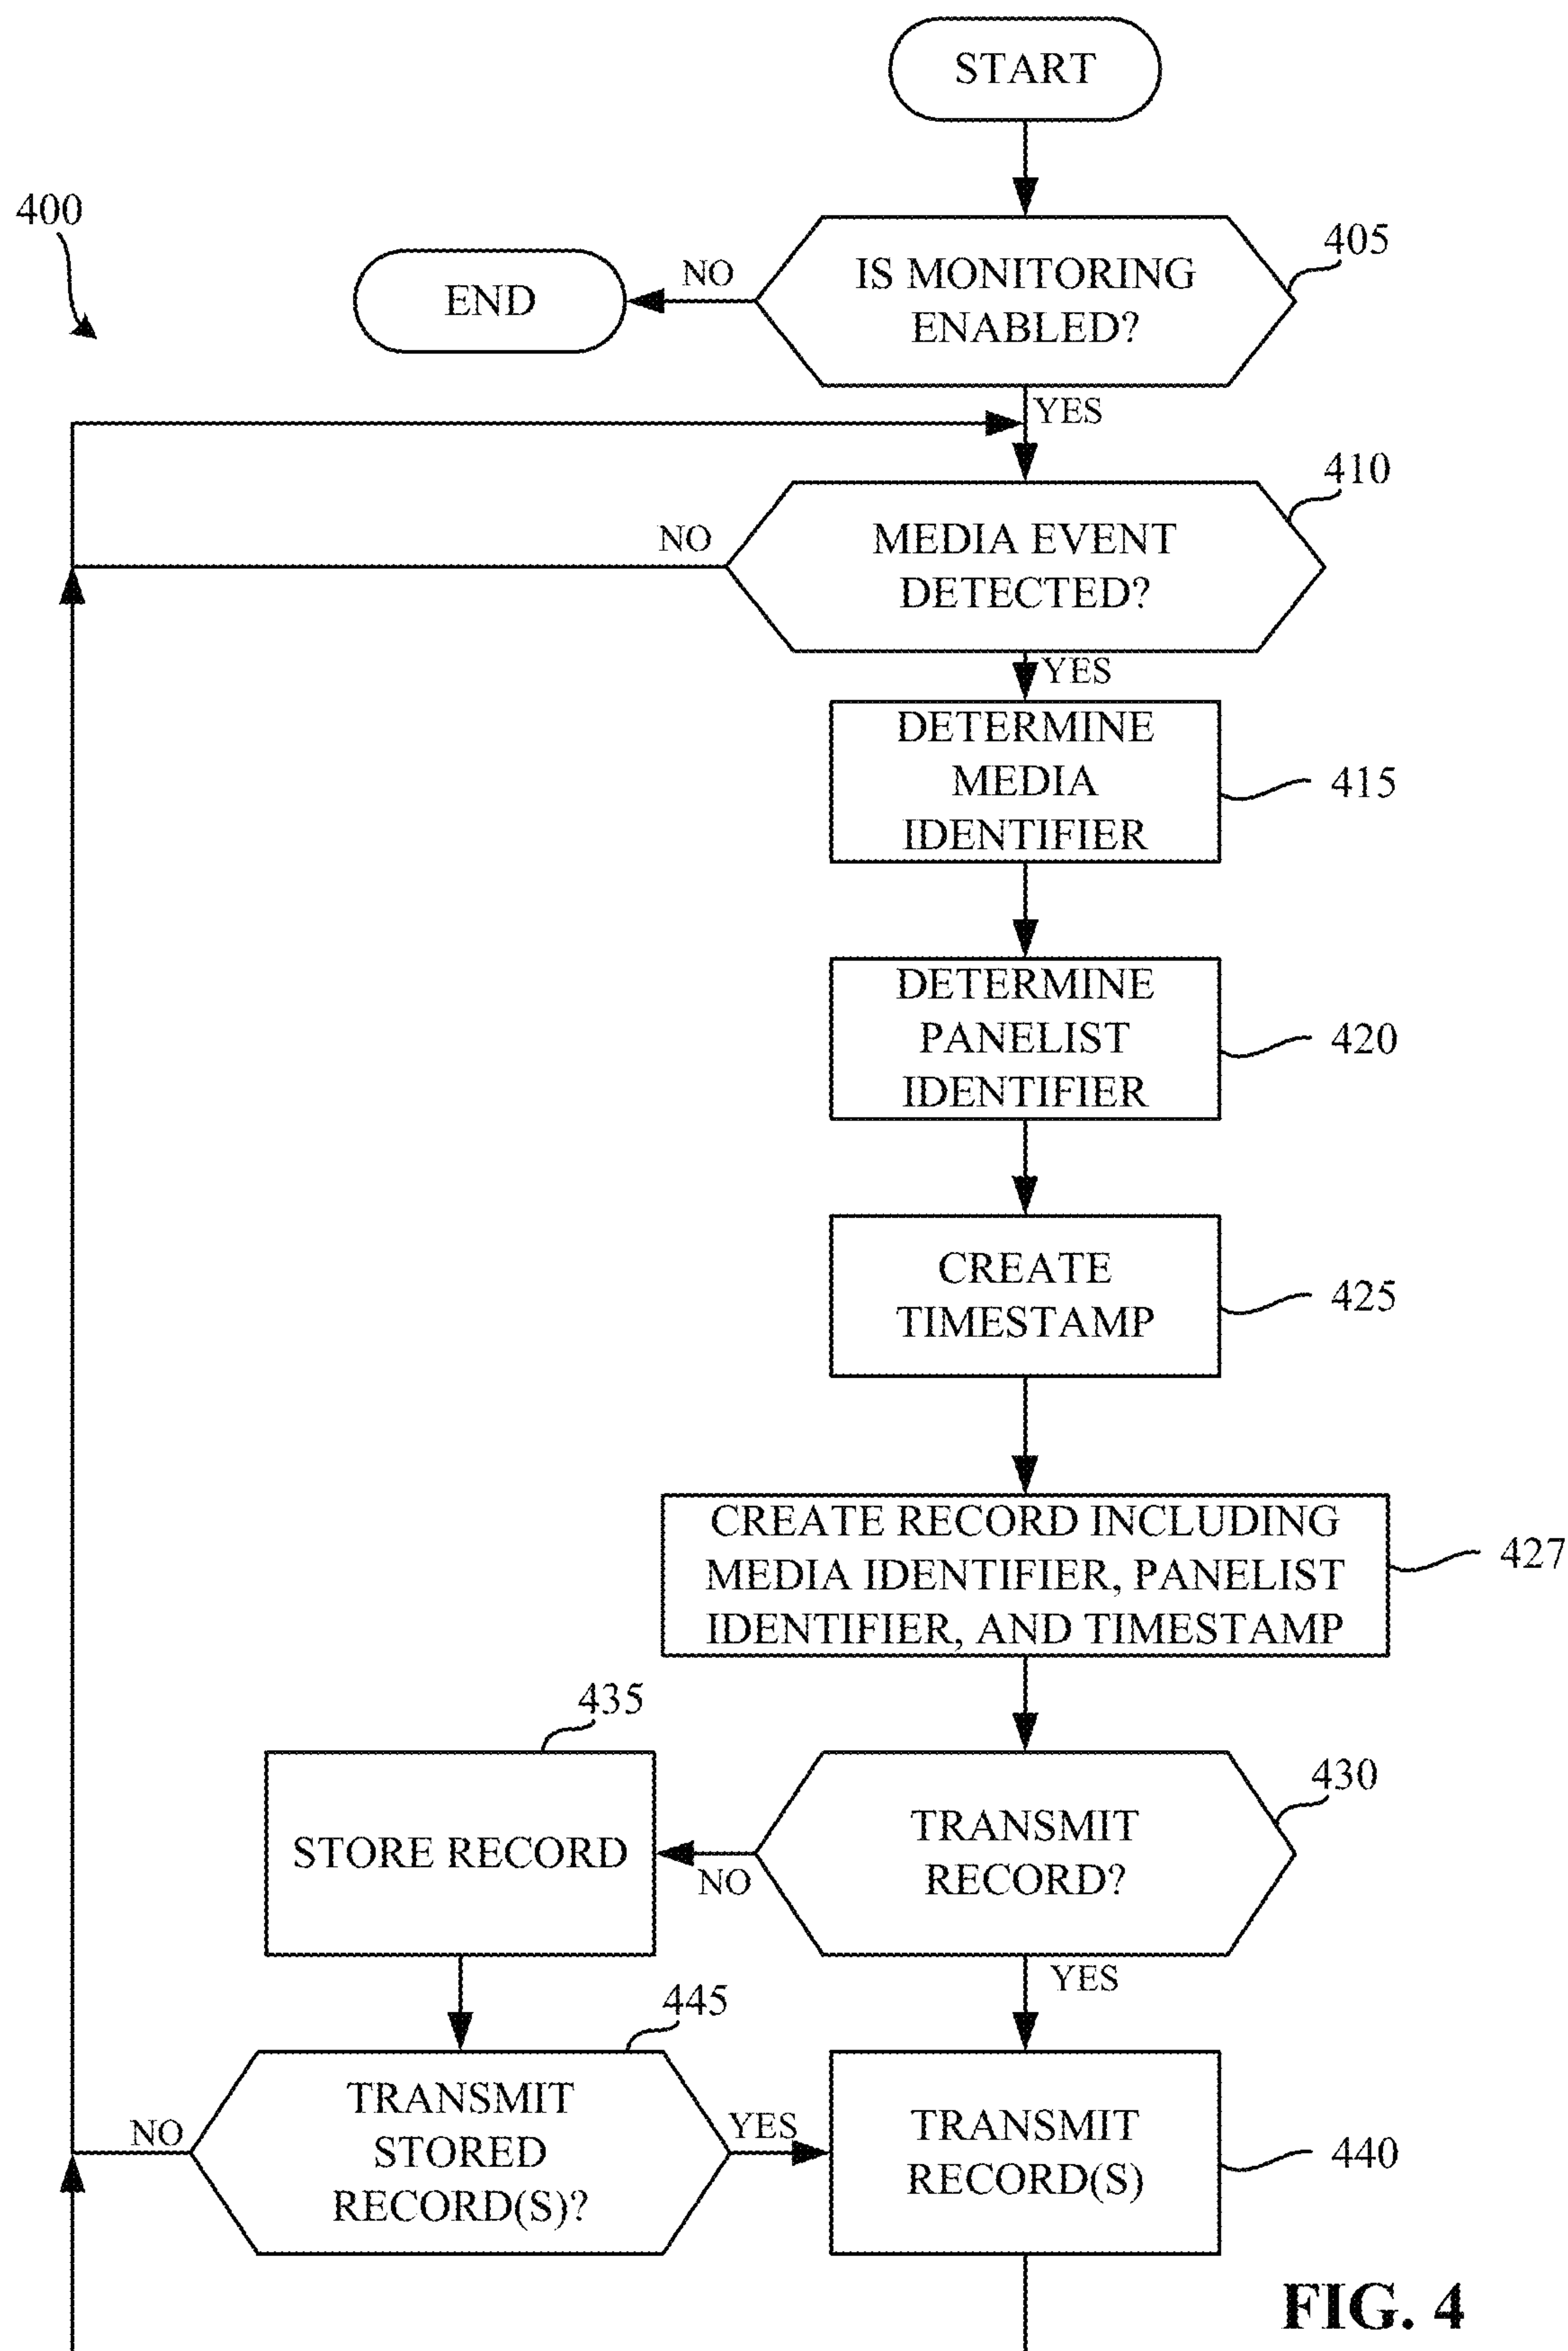 START
400
405
IS MONITORING
ENABLED?
NO
END
YES
410
MEDIA EVENT
DETECTED?
NO
YES
DETERMINE
MEDIA
IDENTIFIER
415
DETERMINE
PANELIST
IDENTIFIER
420
CREATE
TIMESTAMP
425
CREATE RECORD INCLUDING
MEDIA IDENTIFIER, PANELIST
IDENTIFIER, AND TIMESTAMP
427
435
STORE RECORD
430
TRANSMIT
RECORD?
NO
YES
445
TRANSMIT
STORED
RECORD(S)?
NO
YES
TRANSMIT
RECORD(S)
440
FIG. 4